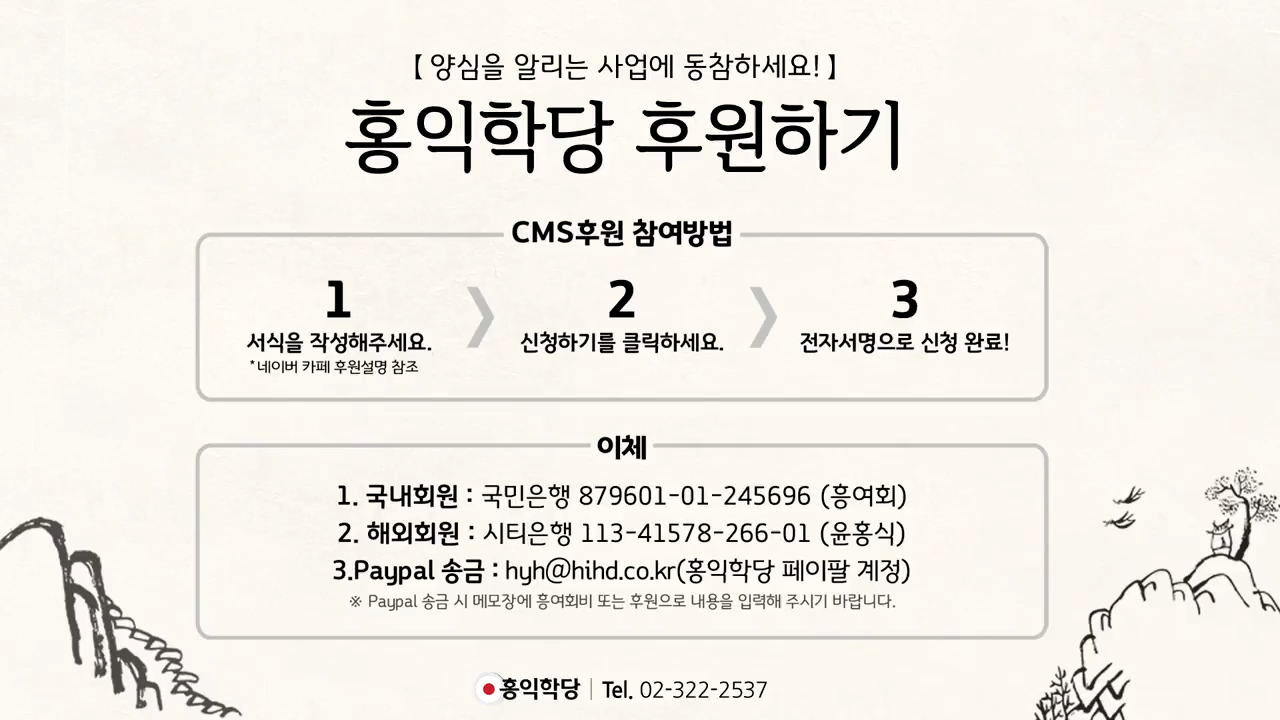 【 양심을 알리는 사업에 동참하세요! 】
홍익학당 후원하기
CMS후원 참여방법
1
서식을 작성해주세요.
*네이버 카페 후원설명 참조
2
신청하기를 클릭하세요.
3
전자서명으로 신청 완료!
이체
1. 국내회원 : 국민은행 879601-01-245696 (흥여회)
2. 해외회원 : 시티은행 113-41578-266-01 (윤홍식)
3.Paypal 송금 : hyh@hihd.co.kr(홍익학당 페이팔 계정)
※ Paypal 송금 시 메모장에 흥여회비 또는 후원으로 내용을 입력해 주시기 바랍니다.
홍익학당 | Tel. 02-322-2537